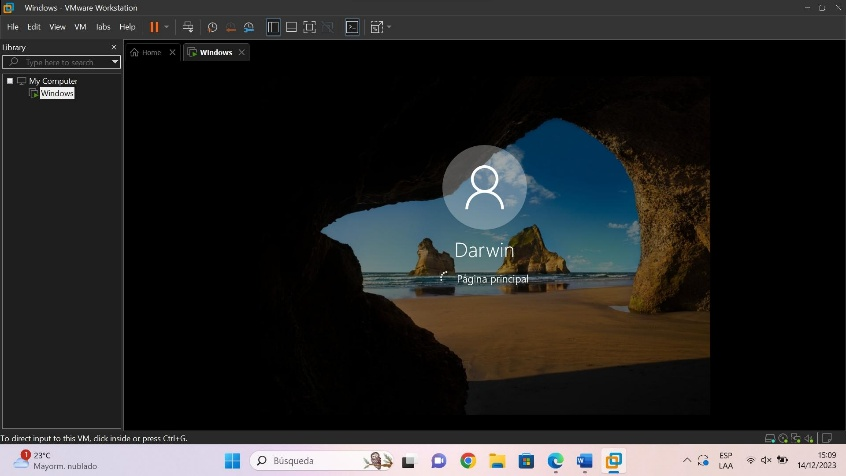 Windows - VMware Workstation
File Edit View VM Tabs Help
Library
Type here to search
My Computer
Windows
Home
Windows
Darwin
Página principal
To direct input to this VM, click inside or press Ctrl+G.
1
23°C
Mayorm. nublado
Búsqueda
ESP
LAA
15:09
14/12/2023